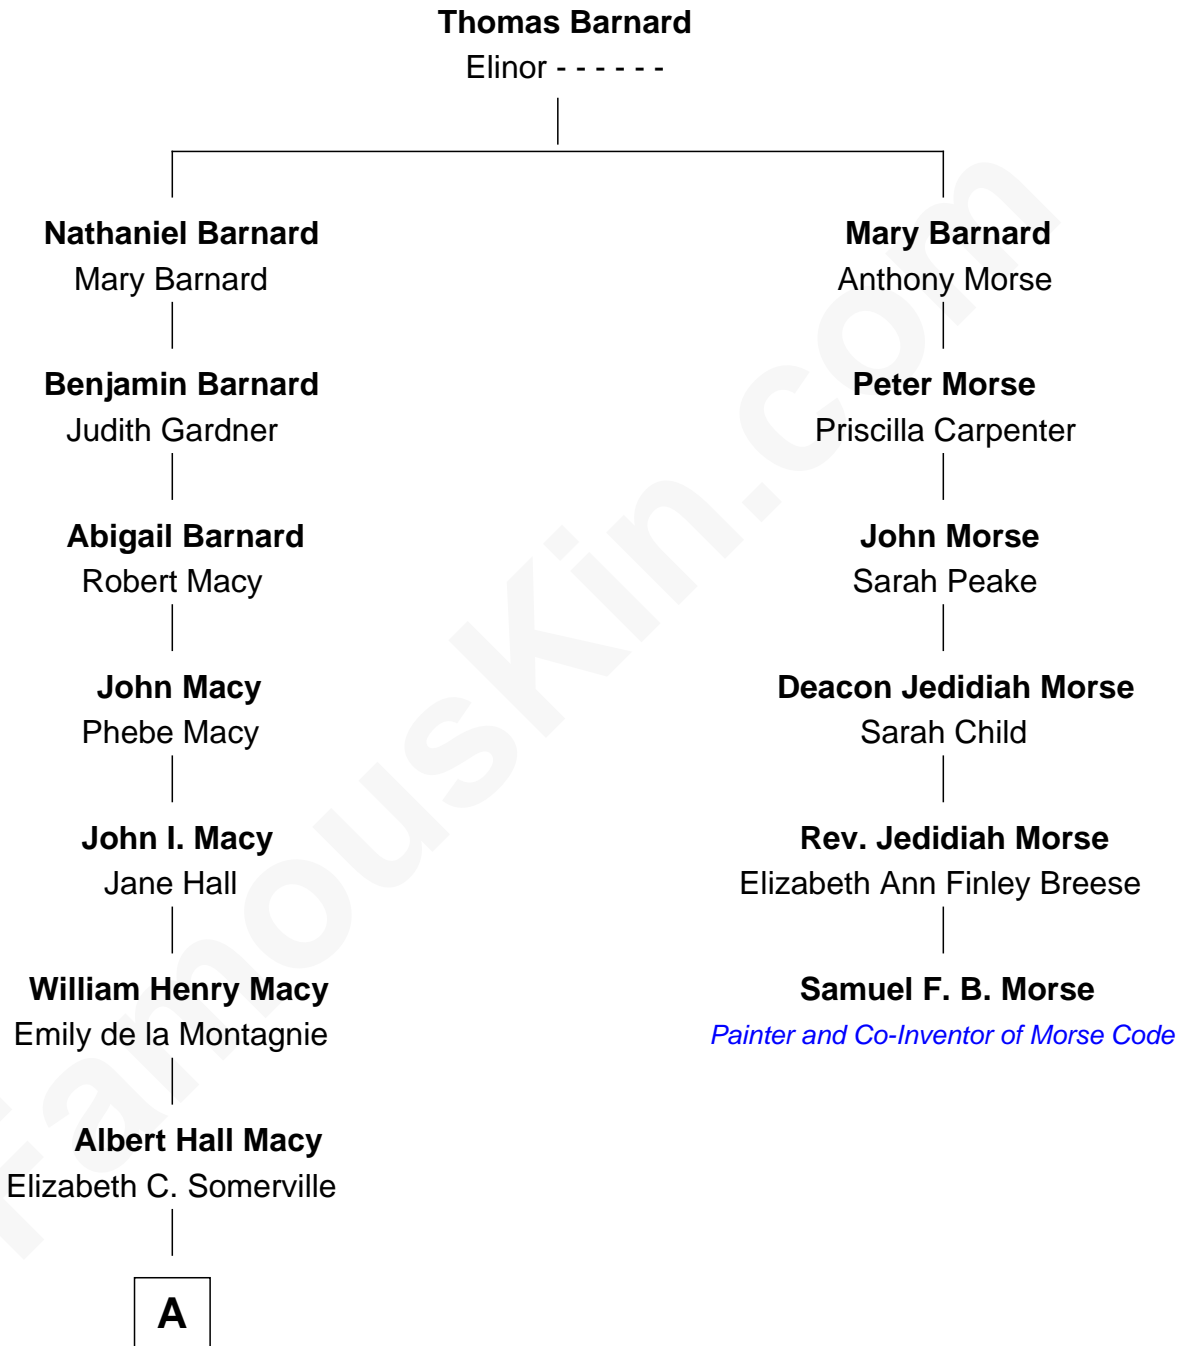 Thomas Barnard
Elinor - - - - - -
Nathaniel Barnard
Mary Barnard
Benjamin Barnard
Judith Gardner
Abigail Barnard
Robert Macy
John Macy
Phebe Macy
John I. Macy
Jane Hall
William Henry Macy
Emily de la Montagnie
Albert Hall Macy
Elizabeth C. Somerville
A
Mary Barnard
Anthony Morse
Peter Morse
Priscilla Carpenter
John Morse
Sarah Peake
Deacon Jedidiah Morse
Sarah Child
Rev. Jedidiah Morse
Elizabeth Ann Finley Breese
Samuel F. B. Morse
Painter and Co-Inventor of Morse Code
FamousKin.com